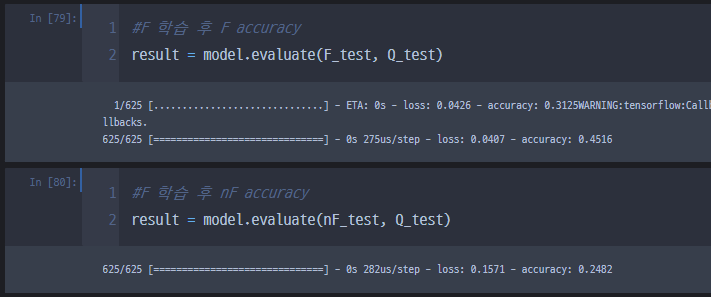 In [79]:
1 #F 학습 후 F accuracy
2 result = model.evaluate(F_test, Q_test)
1/625 [..............................] - ETA: 0s - loss: 0.0426 - accuracy: 0.3125WARNING:tensorflow:Callb
llbacks.
625/625 [==============================] - 0s 275us/step - loss: 0.0407 - accuracy: 0.4516
In [80]:
1 #F 학습 후 nF accuracy
2 result = model.evaluate(nF_test, Q_test)
625/625 [==============================] - 0s 282us/step - loss: 0.1571 - accuracy: 0.2482